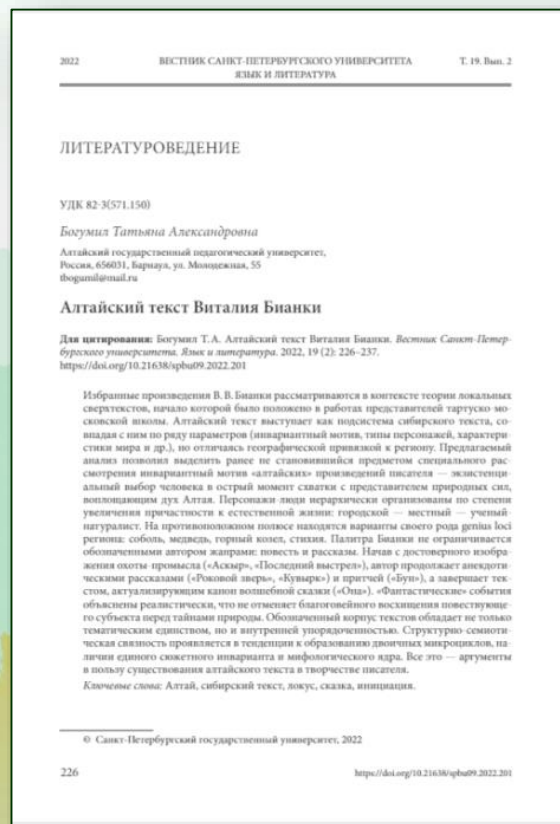 2022 ВЕСТНИК САНКТ-ПЕТЕРБУРГСКОГО УНИВЕРСИТЕТА Т. 19. Вып. 2
ЯЗЫК И ЛИТЕРАТУРА
ЛИТЕРАТУРОВЕДЕНИЕ
УДК 82-3(571.150)
Богумил Татьяна Александровна
Алтайский государственный педагогический университет,
Россия, 656031, Барнаул, ул. Молодежная, 55
tbogumil@mail.ru
Алтайский текст Виталия Бианки
Для цитирования: Богумил Т. А. Алтайский текст Виталия Бианки. Вестник Санкт-Петер-
бургского университета. Язык и литература. 2022, 19 (2): 226–237.
https://doi.org/10.21638/spbu09.2022.201
Избранные произведения В. В. Бианки рассматриваются в контексте теории локальных
сверхтекстов, начало которой было положено в работах представителей тартуско мо-
сковской школы. Алтайский текст выступает как подсистема сибирского текста, со-
впадая с ним по ряду параметров (инвариантный мотив, типы персонажей, характери-
стики мира и др.), но отличаясь географической привязкой к региону. Предлагаемый
анализ позволил выделить ранее не становившийся предметом специального рас-
смотрения инвариантный мотив «алтайских» произведений писателя — экзистенци-
альный выбор человека в острый момент схватки с представителем природных сил,
воплощающим дух Алтая. Персонажи-люди иерархически организованы по степени
увеличения причастности к естественной жизни: городской — местный — ученый-
натуралист. На противоположном полюсе находятся варианты своего рода genius loci
региона: соболь, медведь, горный козел, стихия. Палитра Бианки не ограничивается
обозначенными автором жанрами: повесть и рассказы. Начав с достоверного изобра-
жения охоты-промысла («Аскыр», «Последний выстрел»), автор продолжает анекдоти-
ческими рассказами («Роковой зверь», «Кувырк») и притчей («Бун»), а завершает тек-
стом, актуализирующим канон волшебной сказки («Она»). «Фантастические» события
объяснены реалистически, что не отменяет благоговейного восхищения повествующе-
го субъекта перед тайнами природы. Обозначенный корпус текстов обладает не только
тематическим единством, но и внутренней упорядоченностью. Структурно-семиоти-
ческая связность проявляется в тенденции к образованию двоичных микроциклов, на-
личии единого сюжетного инварианта и мифологического ядра. Все это — аргументы
в пользу существования алтайского текста в творчестве писателя.
Ключевые слова: Алтай, сибирский текст, локус, сказка, инициация.
© Санкт-Петербургский государственный университет, 2022
226 https://doi.org/10.21638/spbu09.2022.201